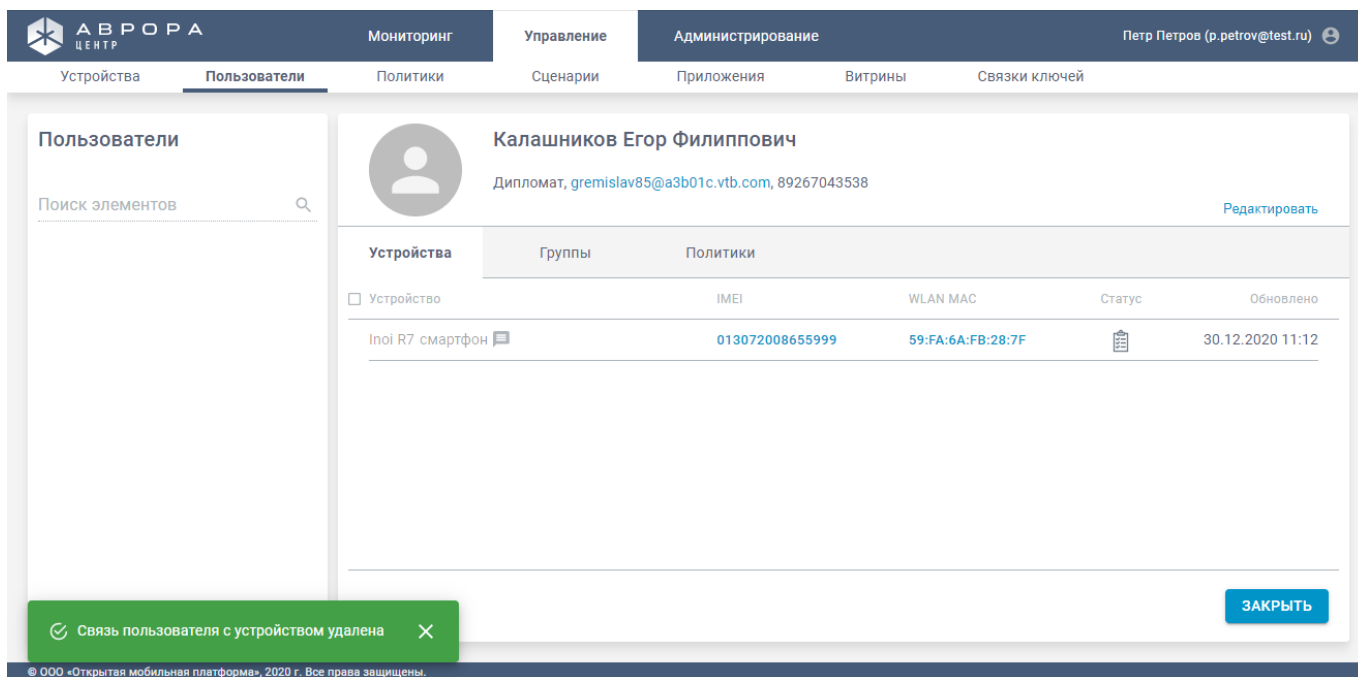 АВРОРА
ЦЕНТР
Мониторинг Управление Администрирование Петр Петров (p.petrov@test.ru)
Устройства Пользователи Политики Сценарии Приложения Витрины Связки ключей
Пользователи
Поиск элементов
Калашников Егор Филиппович
Дипломат, gremislav85@a3b01c.vtb.com, 89267043538
Редактировать
Устройства Группы Политики
Устройство IMEI WLAN MAC Статус Обновлено
Inoi R7 смартфон 013072008655999 59:FA:6A:FB:28:7F 30.12.2020 11:12
ЗАКРЫТЬ
Связь пользователя с устройством удалена
© ООО «Открытая мобильная платформа», 2020 г. Все права защищены.